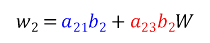 w₂ = a₂₁b₂ + a₂₃b₂W